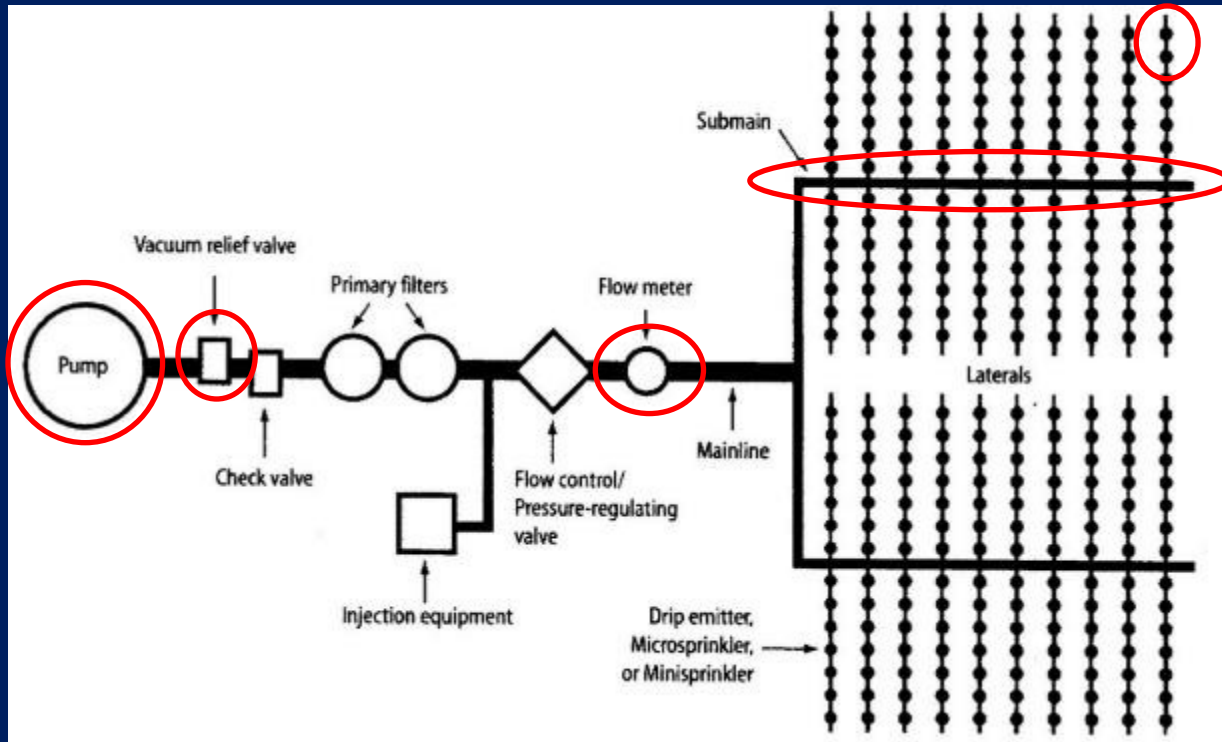 Submain
Vacuum relief valve
Primary filters
Flow meter
Pump
Laterals
Mainline
Check valve
Flow control/
Pressure-regulating
valve
Injection equipment
Drip emitter,
Microsprinkler,
or Minisprinkler